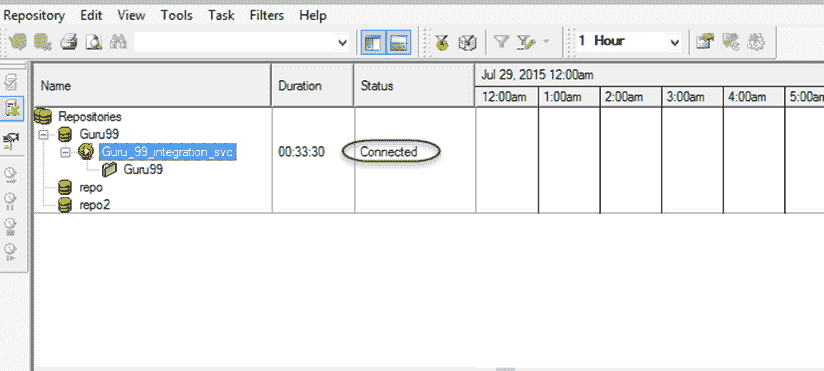 Repository Edit View Tools Task Filters Help
1 Hour
Name Duration Status Jul 29, 2015 12:00am
12:00am 1:00am 2:00am 3:00am 4:00am 5:00am
Repositories
Guru99
Guru_99_integration_svc 00:33:30 Connected
Guru99
repo
repo2